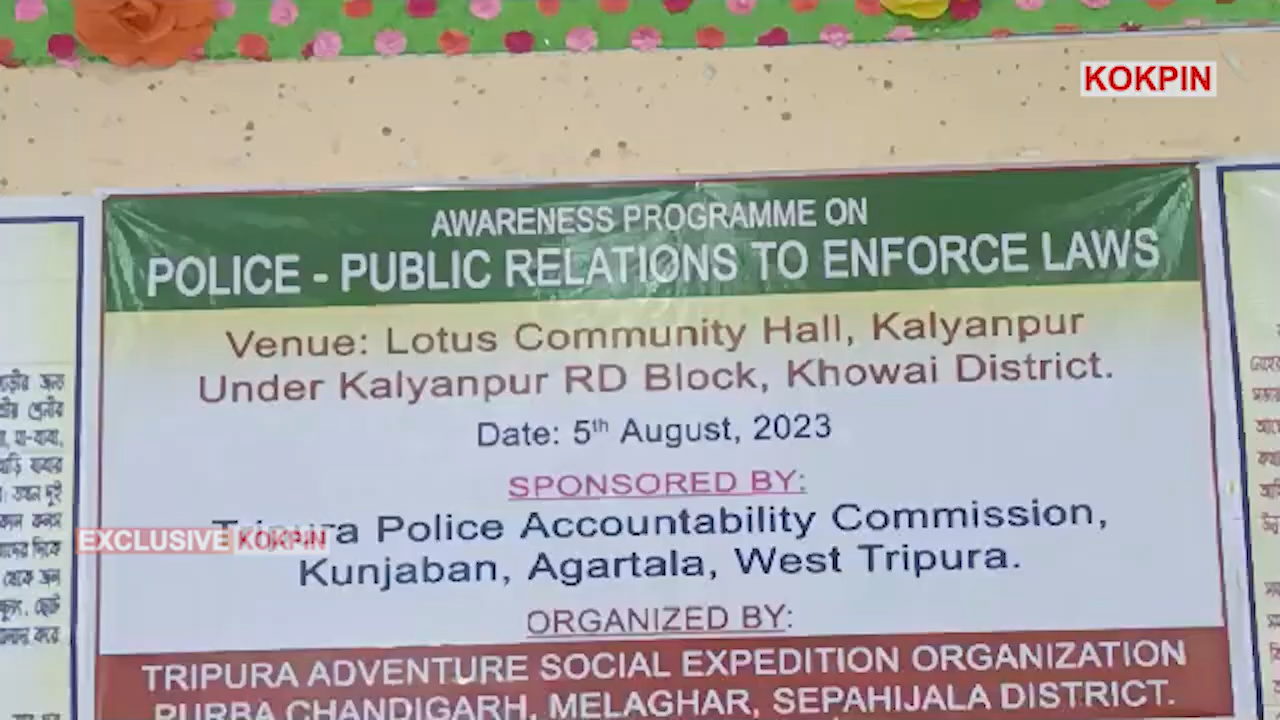 KOKPIN
AWARENESS PROGRAMME ON
POLICE - PUBLIC RELATIONS TO ENFORCE LAWS
Venue: Lotus Community Hall, Kalyanpur
Under Kalyanpur RD Block, Khowai District.
Date: 5th August, 2023
SPONSORED BY:
Tripura Police Accountability Commission,
Kunjaban, Agartala, West Tripura.
EXCLUSIVE KOKPIN
ORGANIZED BY:
TRIPURA ADVENTURE SOCIAL EXPEDITION ORGANIZATION
PURBA CHANDIGARH, MELAGHAR, SEPAHIJALA DISTRICT.